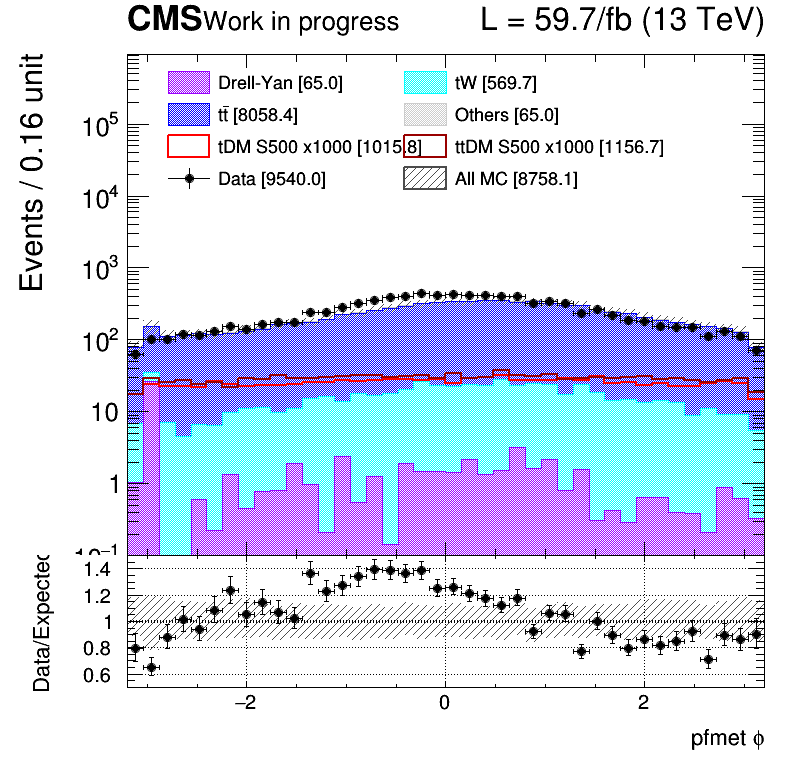 CMS Work in progress L = 59.7/fb (13 TeV)
Events / 0.16 unit
Drell-Yan [65.0] tW [569.7]
tt̄ [8058.4] Others [65.0]
tDM S500 x1000 [1015.8] ttDM S500 x1000 [1156.7]
Data [9540.0] All MC [8758.1]
10⁵
10⁴
10³
10²
10
1
10⁻¹
Data/Expected
1.4
1.2
1
0.8
0.6
−2 0 2
pfmet ϕ